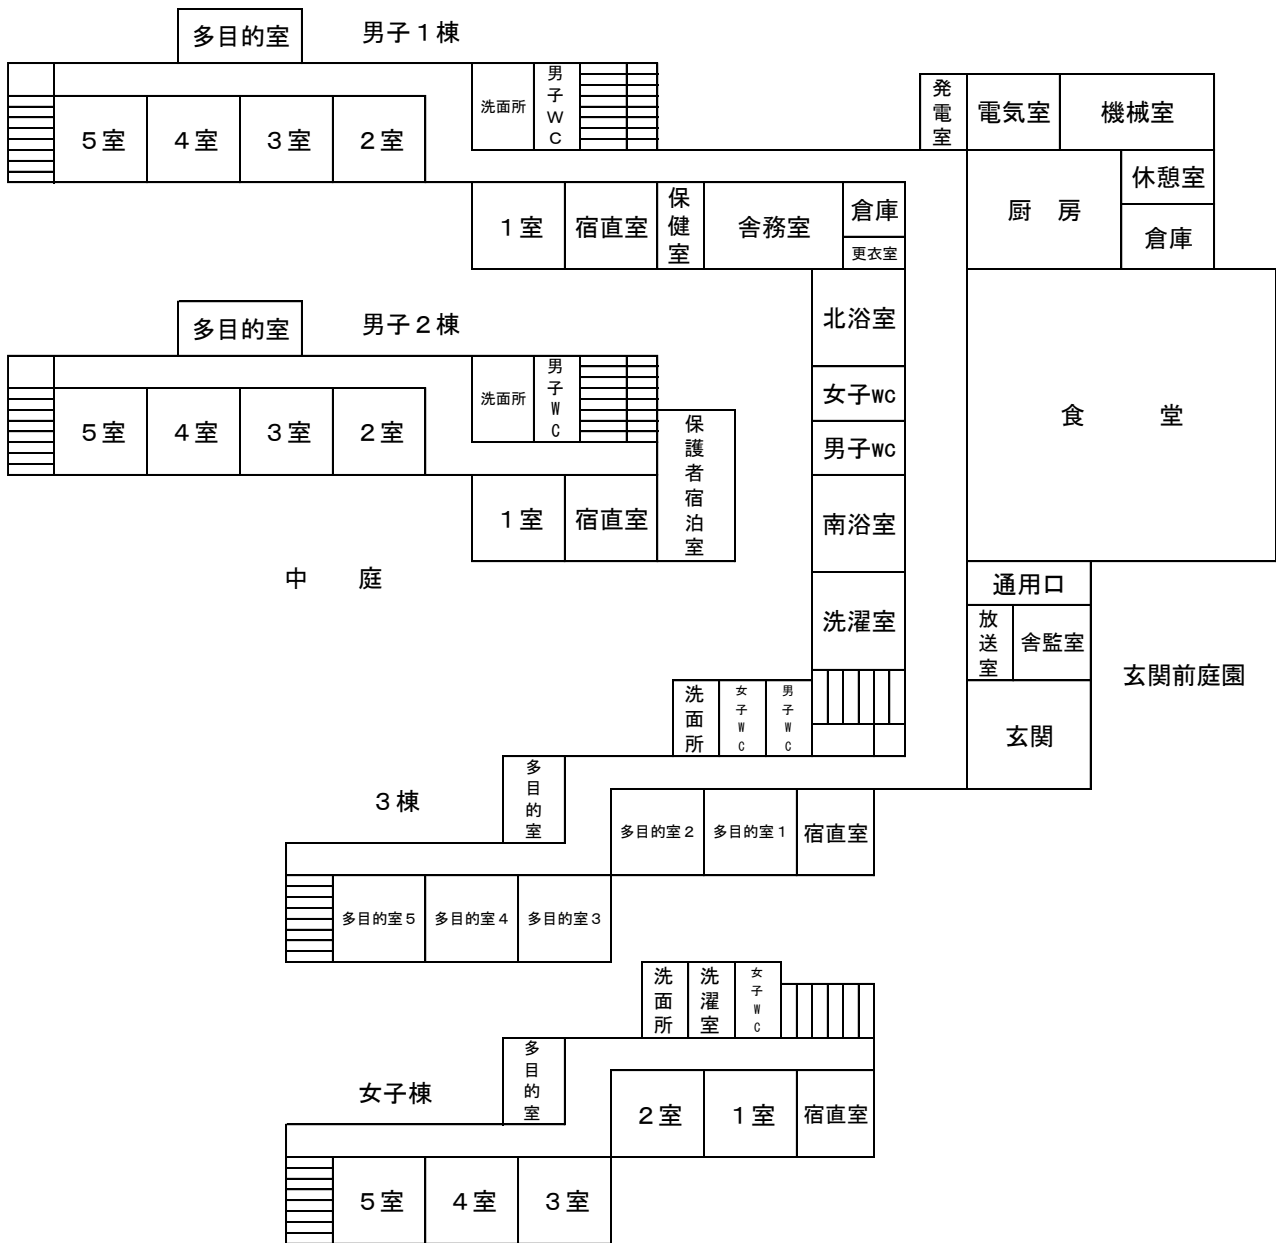 多目的室
男子１棟
洗面所
男子ＷＣ
５室
４室
３室
２室
１室
宿直室
保健室
舎務室
倉庫
更衣室
発電室
電気室
機械室
厨　房
休憩室
倉庫
北浴室
女子WC
男子WC
南浴室
洗濯室
食　　　堂
多目的室
男子２棟
洗面所
男子WC
５室
４室
３室
２室
１室
宿直室
保護者宿泊室
中　　庭
通用口
放送室
舎監室
玄関
玄関前庭園
洗面所
女子WC
男子WC
３棟
多目的室
多目的室２
多目的室１
宿直室
多目的室５
多目的室４
多目的室３
洗面所
洗濯室
女子WC
女子棟
多目的室
２室
１室
宿直室
５室
４室
３室